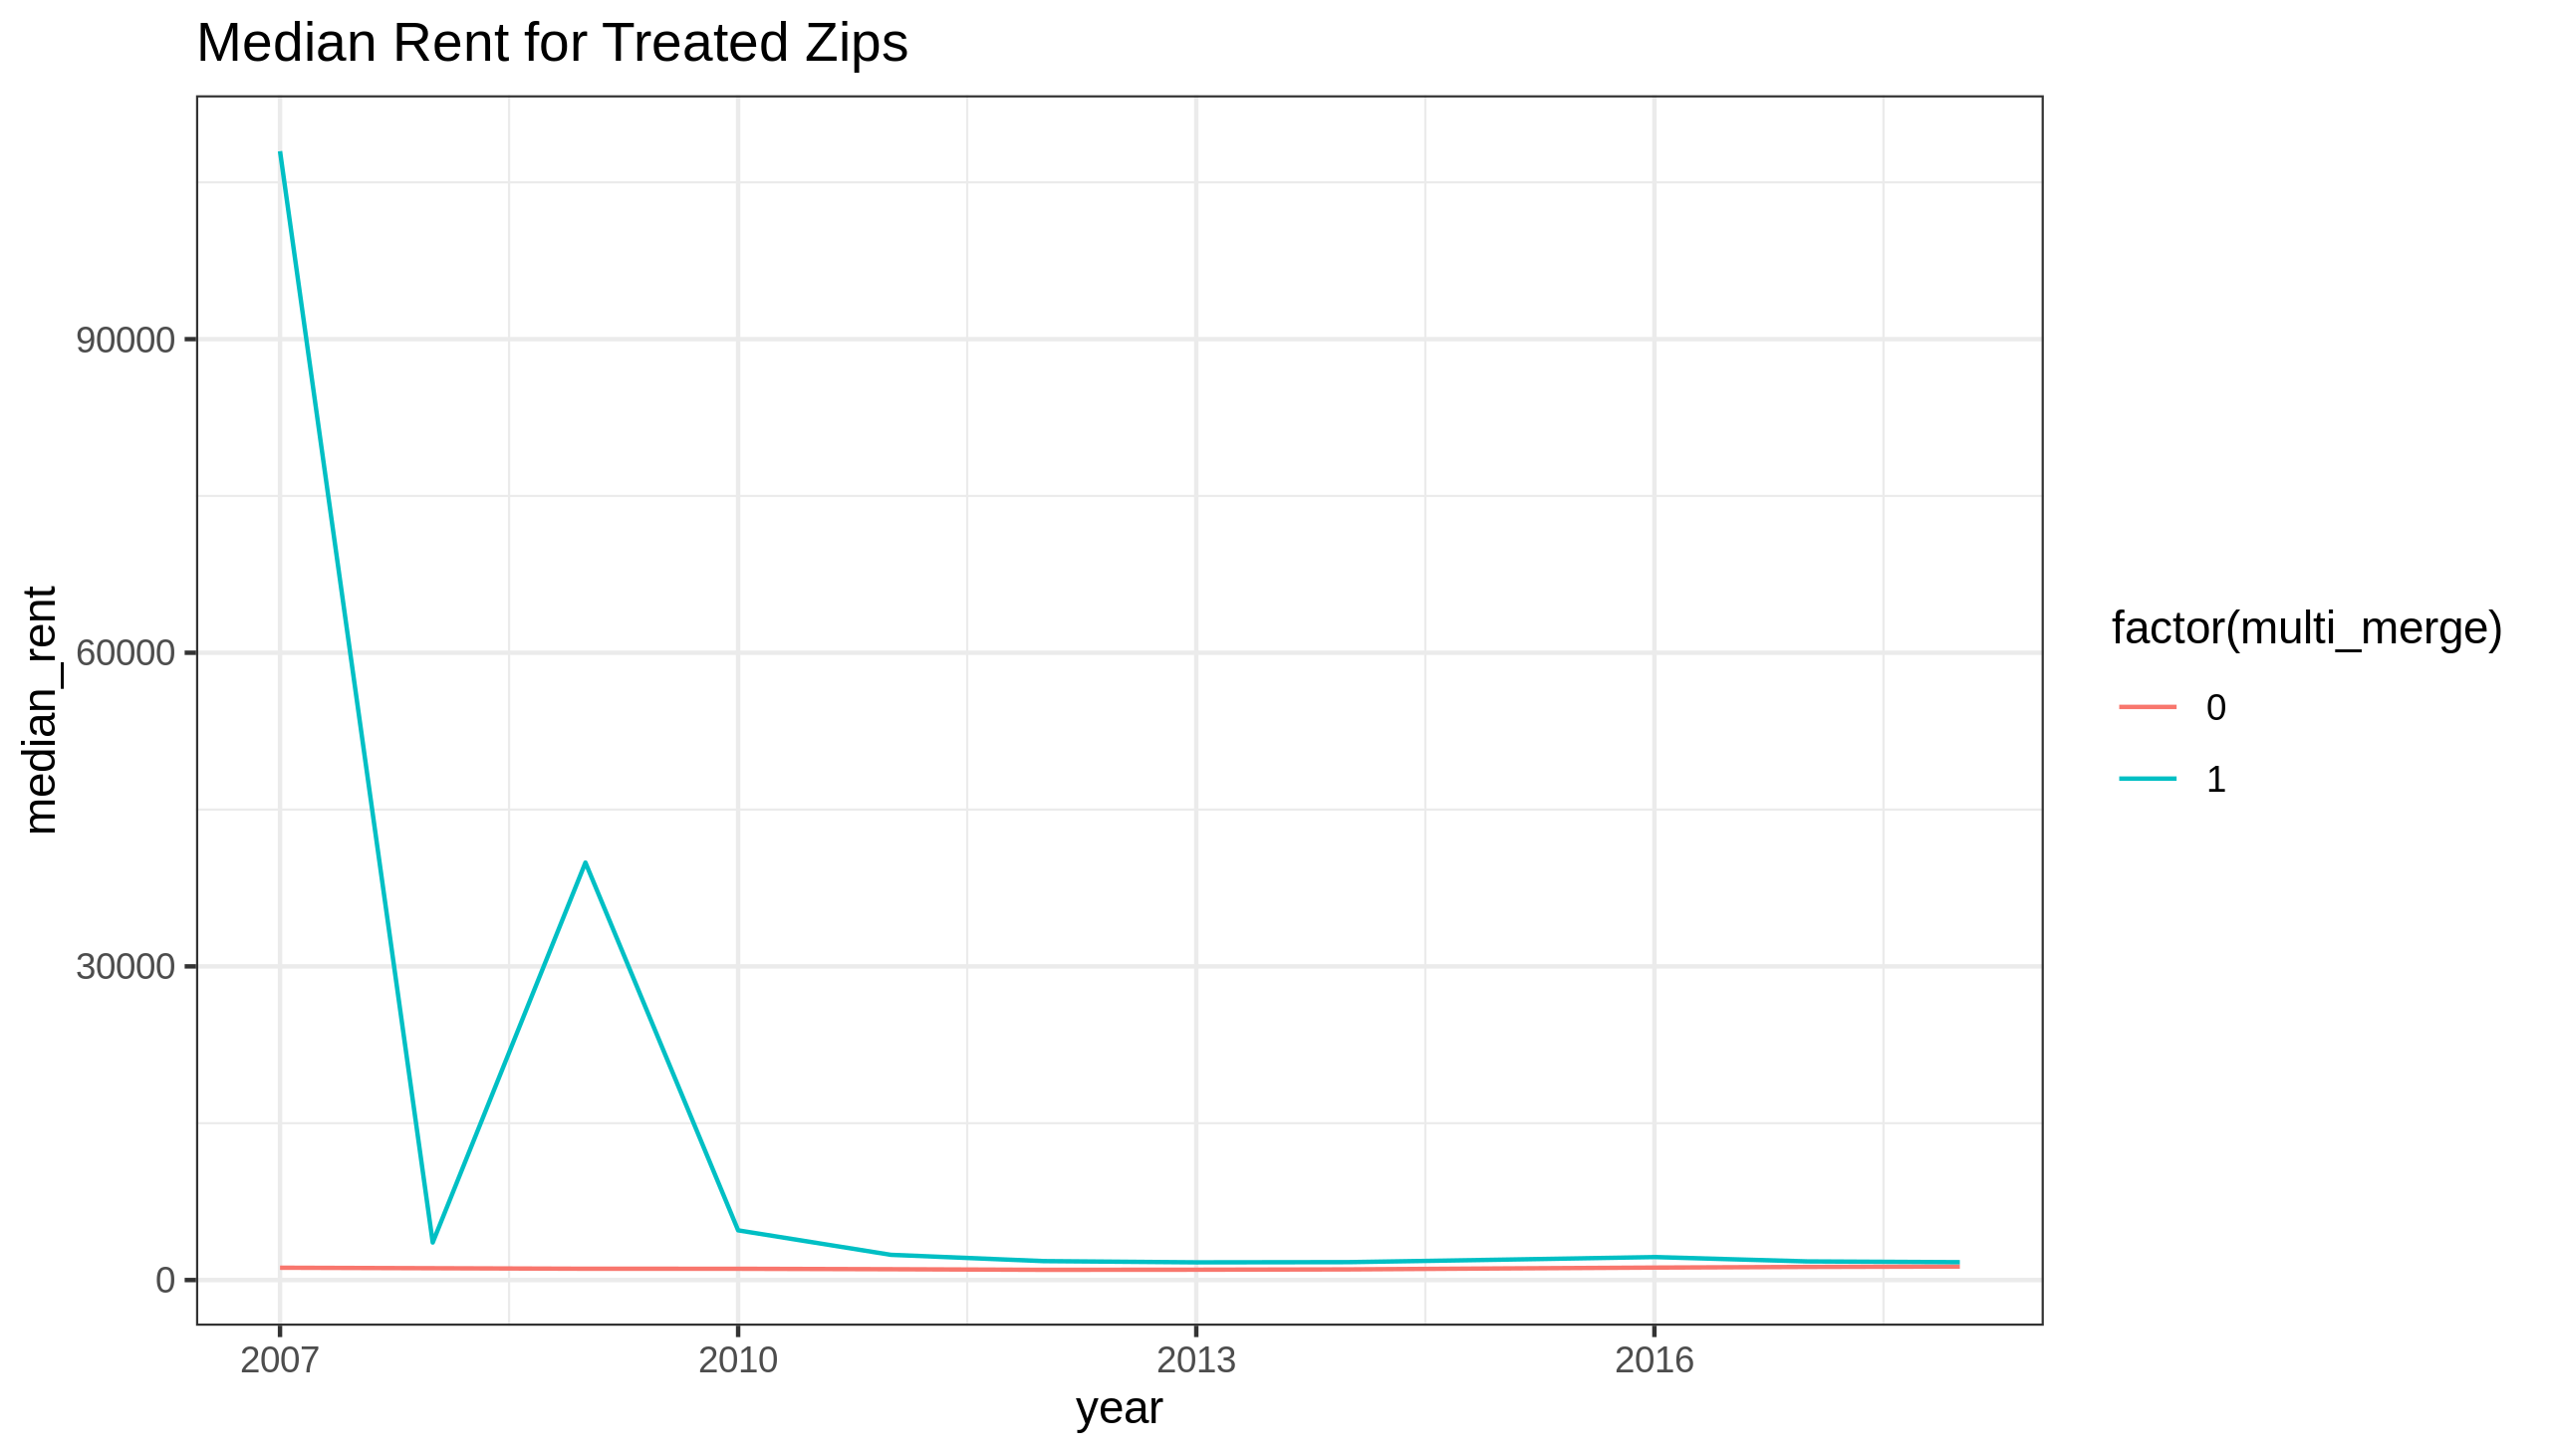 Median Rent for Treated Zips
median_rent
90000
60000
30000
0
2007
2010
2013
2016
year
factor(multi_merge)
0
1